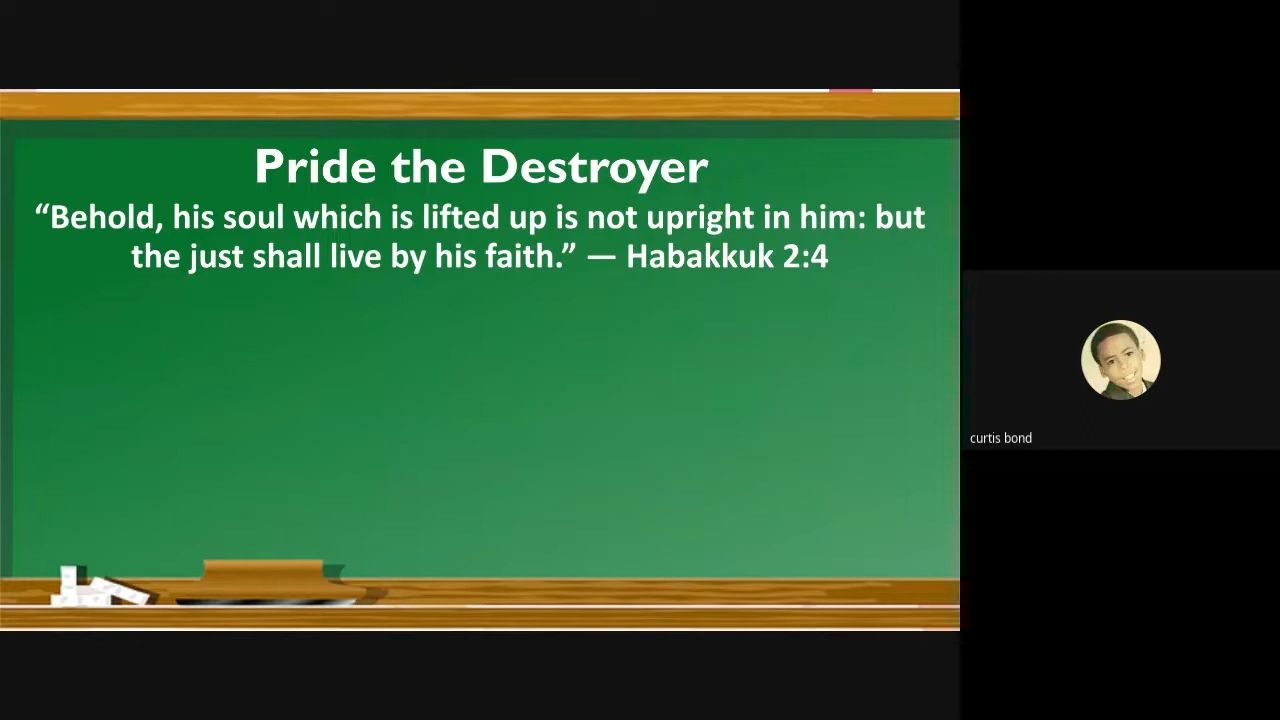 Pride the Destroyer
“Behold, his soul which is lifted up is not upright in him: but
the just shall live by his faith.” — Habakkuk 2:4
curtis bond